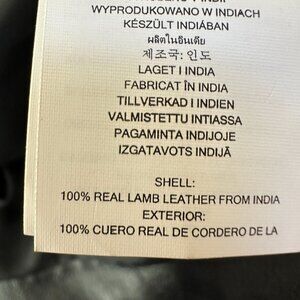 WYPRODUKOWANO W INDIACH
KÉSZÜLT INDIÁBAN
ผลิตในอินเดีย
제조국: 인도
LAGET I INDIA
FABRICAT ÎN INDIA
TILLVERKAD I INDIEN
VALMISTETTU INTIASSA
PAGAMINTA INDIJOJE
IZGATAVOTS INDIJĀ
SHELL:
100% REAL LAMB LEATHER FROM INDIA
EXTERIOR:
100% CUERO REAL DE CORDERO DE LA